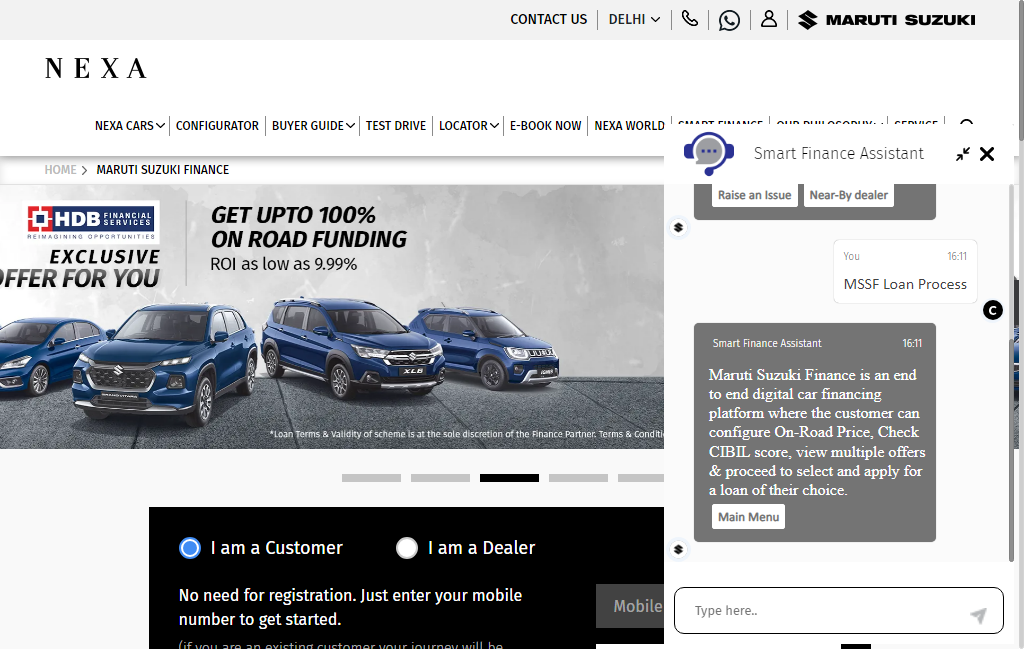 CONTACT US
DELHI
MARUTI SUZUKI
NEXA
NEXA CARS
CONFIGURATOR
BUYER GUIDE
TEST DRIVE
LOCATOR
E-BOOK NOW
NEXA WORLD
SMART FINANCE
OUR PHILOSOPHY
SERVICE
HOME
MARUTI SUZUKI FINANCE
HDB FINANCIAL SERVICES
REIMAGINING OPPORTUNITIES
EXCLUSIVE
OFFER FOR YOU
GET UPTO 100%
ON ROAD FUNDING
ROI as low as 9.99%
XL6
*Loan Terms & Validity of scheme is at the sole discretion of the Finance Partner. Terms & Conditi
I am a Customer
I am a Dealer
No need for registration. Just enter your mobile
number to get started.
(if you are an existing customer your journey will be
Mobile
Smart Finance Assistant
Raise an Issue
Near-By dealer
You
16:11
MSSF Loan Process
C
Smart Finance Assistant
16:11
Maruti Suzuki Finance is an end
to end digital car financing
platform where the customer can
configure On-Road Price, Check
CIBIL score, view multiple offers
& proceed to select and apply for
a loan of their choice.
Main Menu
Type here..